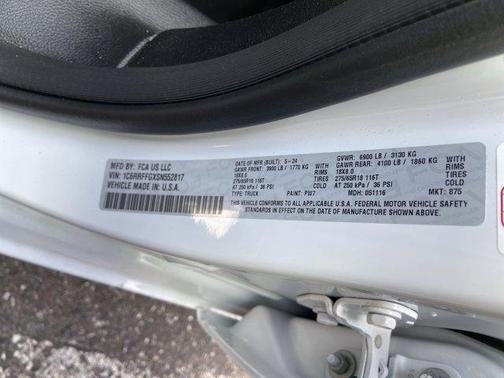 MFD BY: FCA US LLC
VIN: 1C6RRFFGXSN552817
VEHICLE MADE IN U.S.A.
DATE OF MFR (BUILT): 5-24
GAWR FRONT: 3900 LB / 1770 KG
18X8.0
TIRES
275/65R18 116T
COLD
AT 250 kPa / 36 PSI
TYPE: TRUCK PAINT: PW7
GVWR: 6900 LB / 3130 KG
GAWR REAR: 4100 LB / 1860 KG
18X8.0
TIRES
275/65R18 116T
COLD
AT 250 kPa / 36 PSI
MDH: 051116 MKT: 875
THIS VEHICLE CONFORMS TO ALL APPLICABLE U.S.A. FEDERAL MOTOR VEHICLE SAFETY
STANDARDS IN EFFECT ON THE DATE OF MANUFACTURE SHOWN ABOVE.